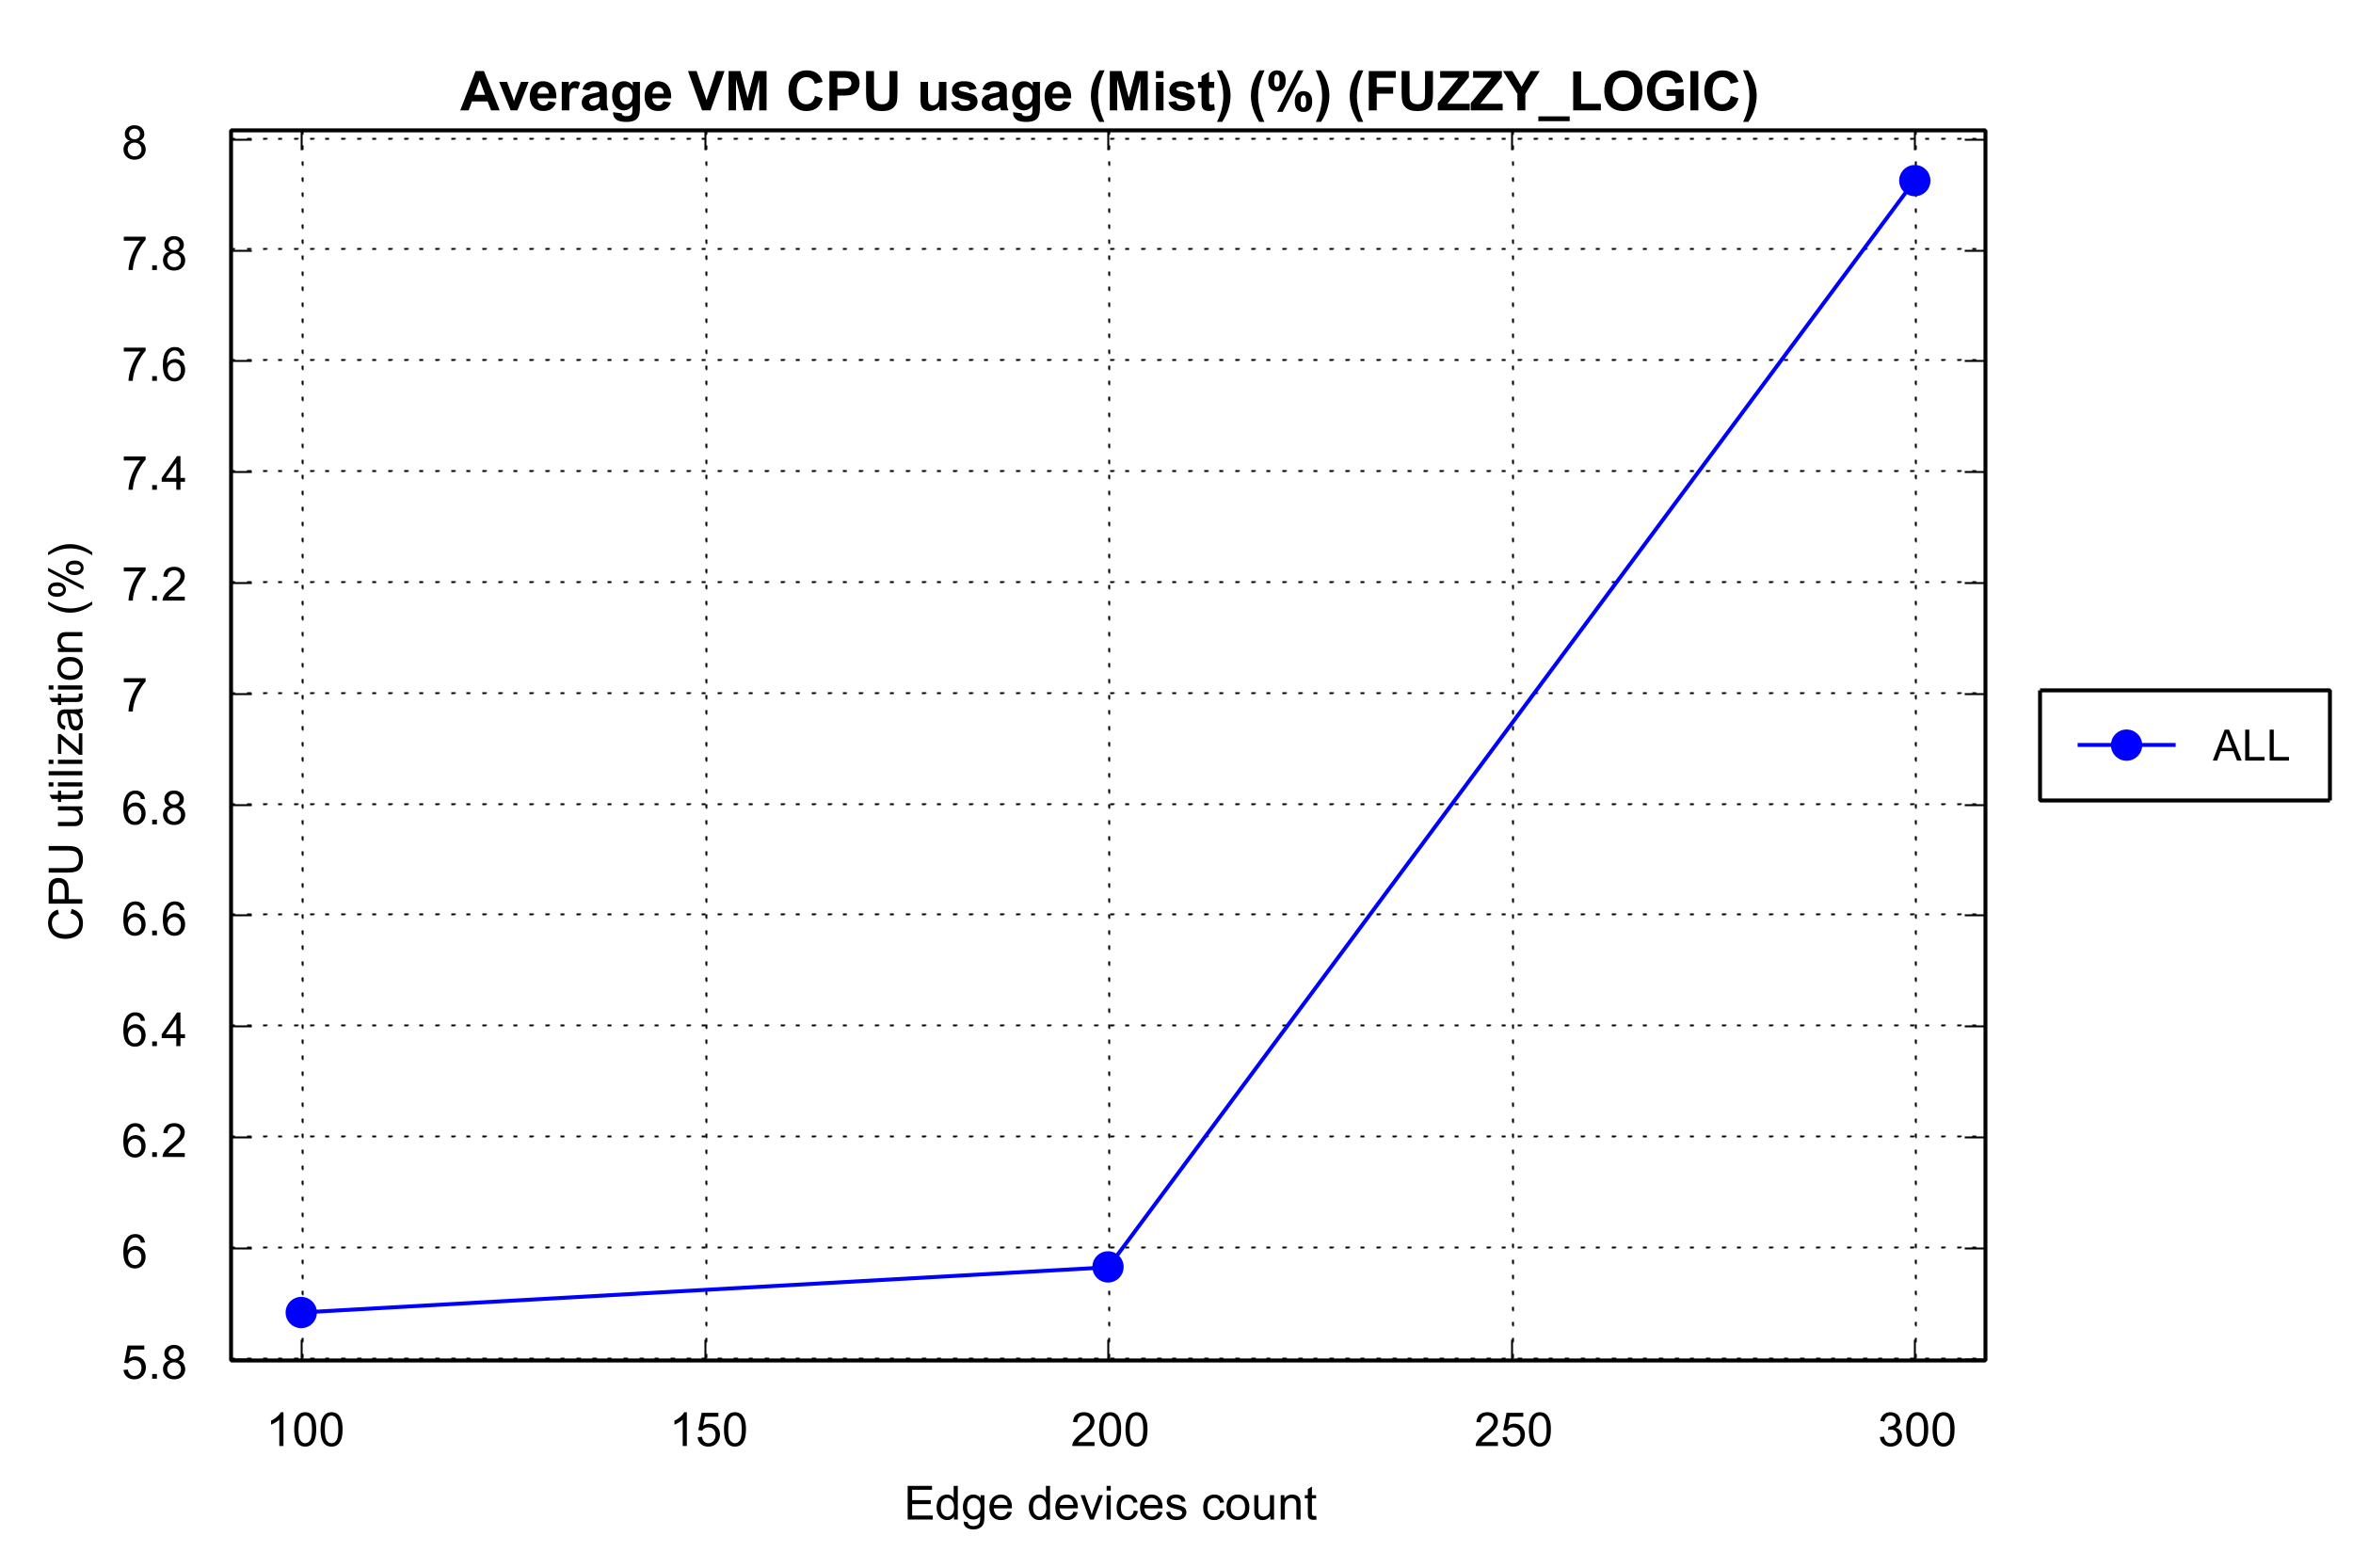 Average VM CPU usage (Mist) (%) (FUZZY_LOGIC)
CPU utilization (%)
8
7.8
7.6
7.4
7.2
7
6.8
6.6
6.4
6.2
6
5.8
100 150 200 250 300
Edge devices count
ALL